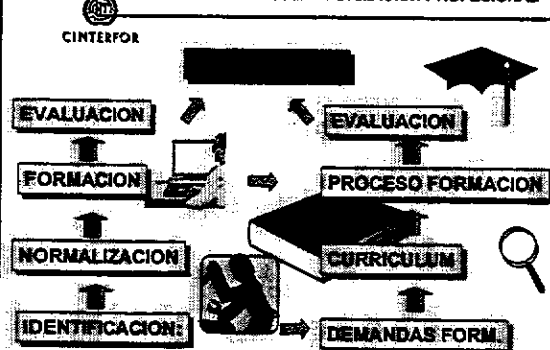 CINTERFOR
EVALUACION
FORMACION
NORMALIZACION
IDENTIFICACION:
EVALUACION
PROCESO FORMACION
CURRICULUM
DEMANDAS FORM.